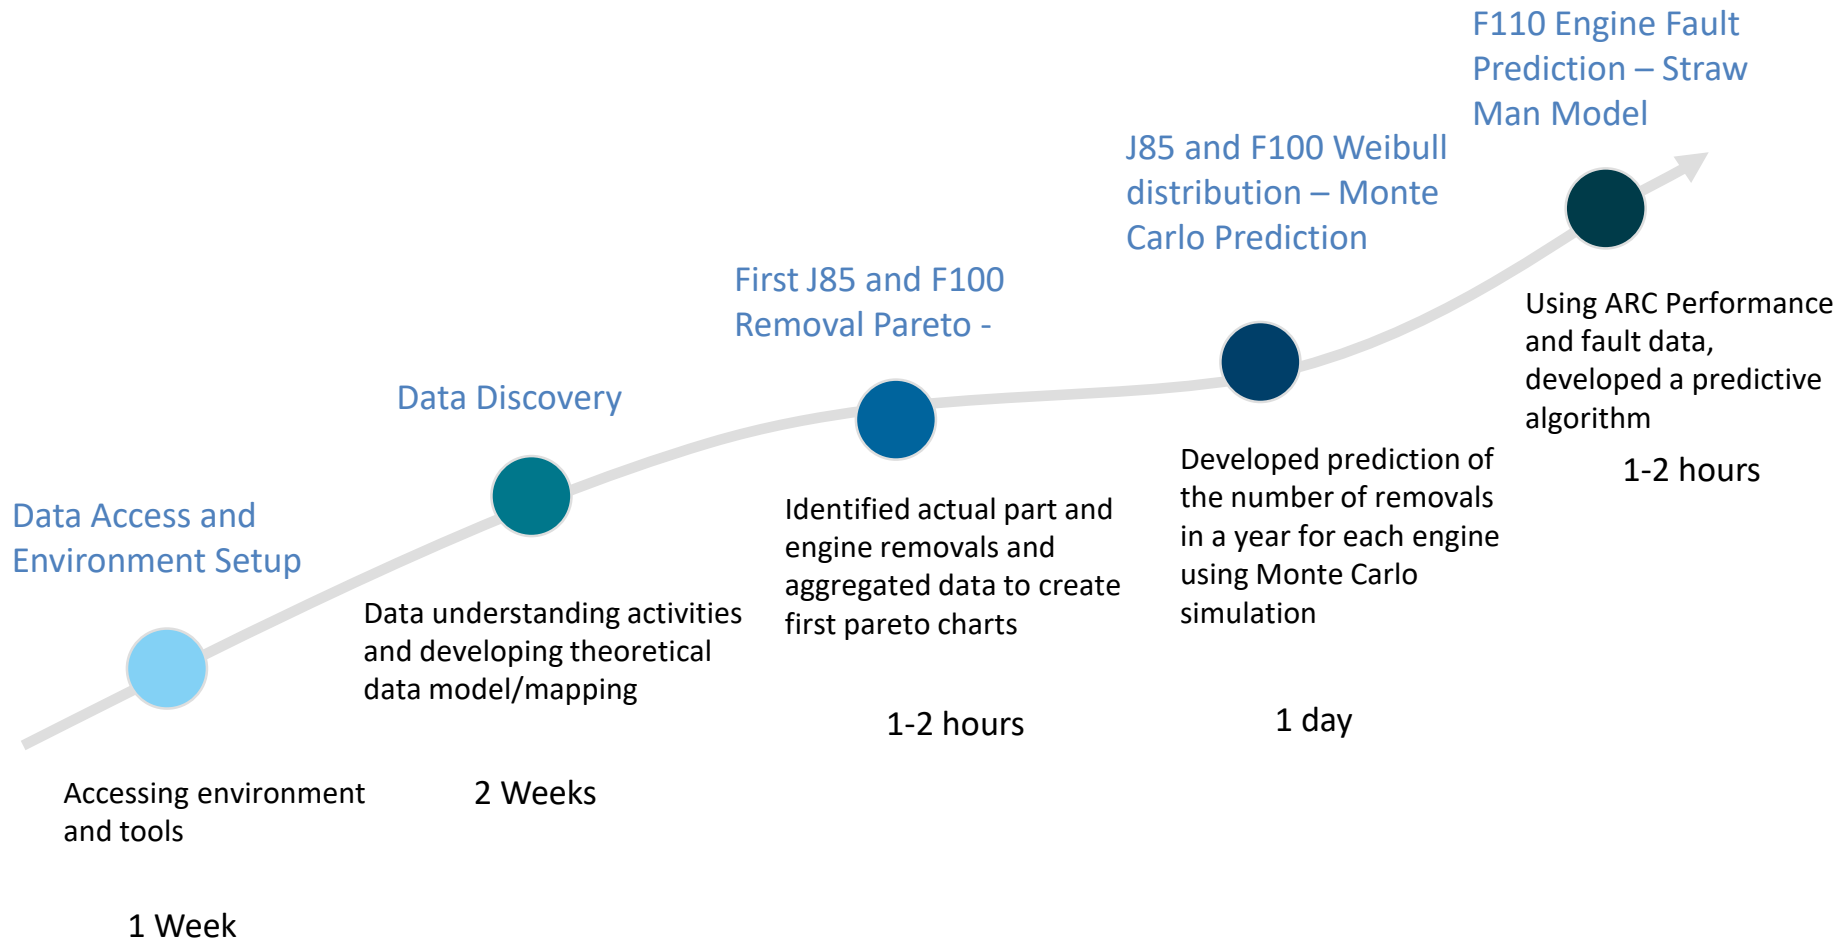 Data Access and
Environment Setup
Accessing environment
and tools
1 Week
Data Discovery
Data understanding activities
and developing theoretical
data model/mapping
2 Weeks
First J85 and F100
Removal Pareto -
Identified actual part and
engine removals and
aggregated data to create
first pareto charts
1-2 hours
J85 and F100 Weibull
distribution – Monte
Carlo Prediction
Developed prediction of
the number of removals
in a year for each engine
using Monte Carlo
simulation
1 day
F110 Engine Fault
Prediction – Straw
Man Model
Using ARC Performance
and fault data,
developed a predictive
algorithm
1-2 hours